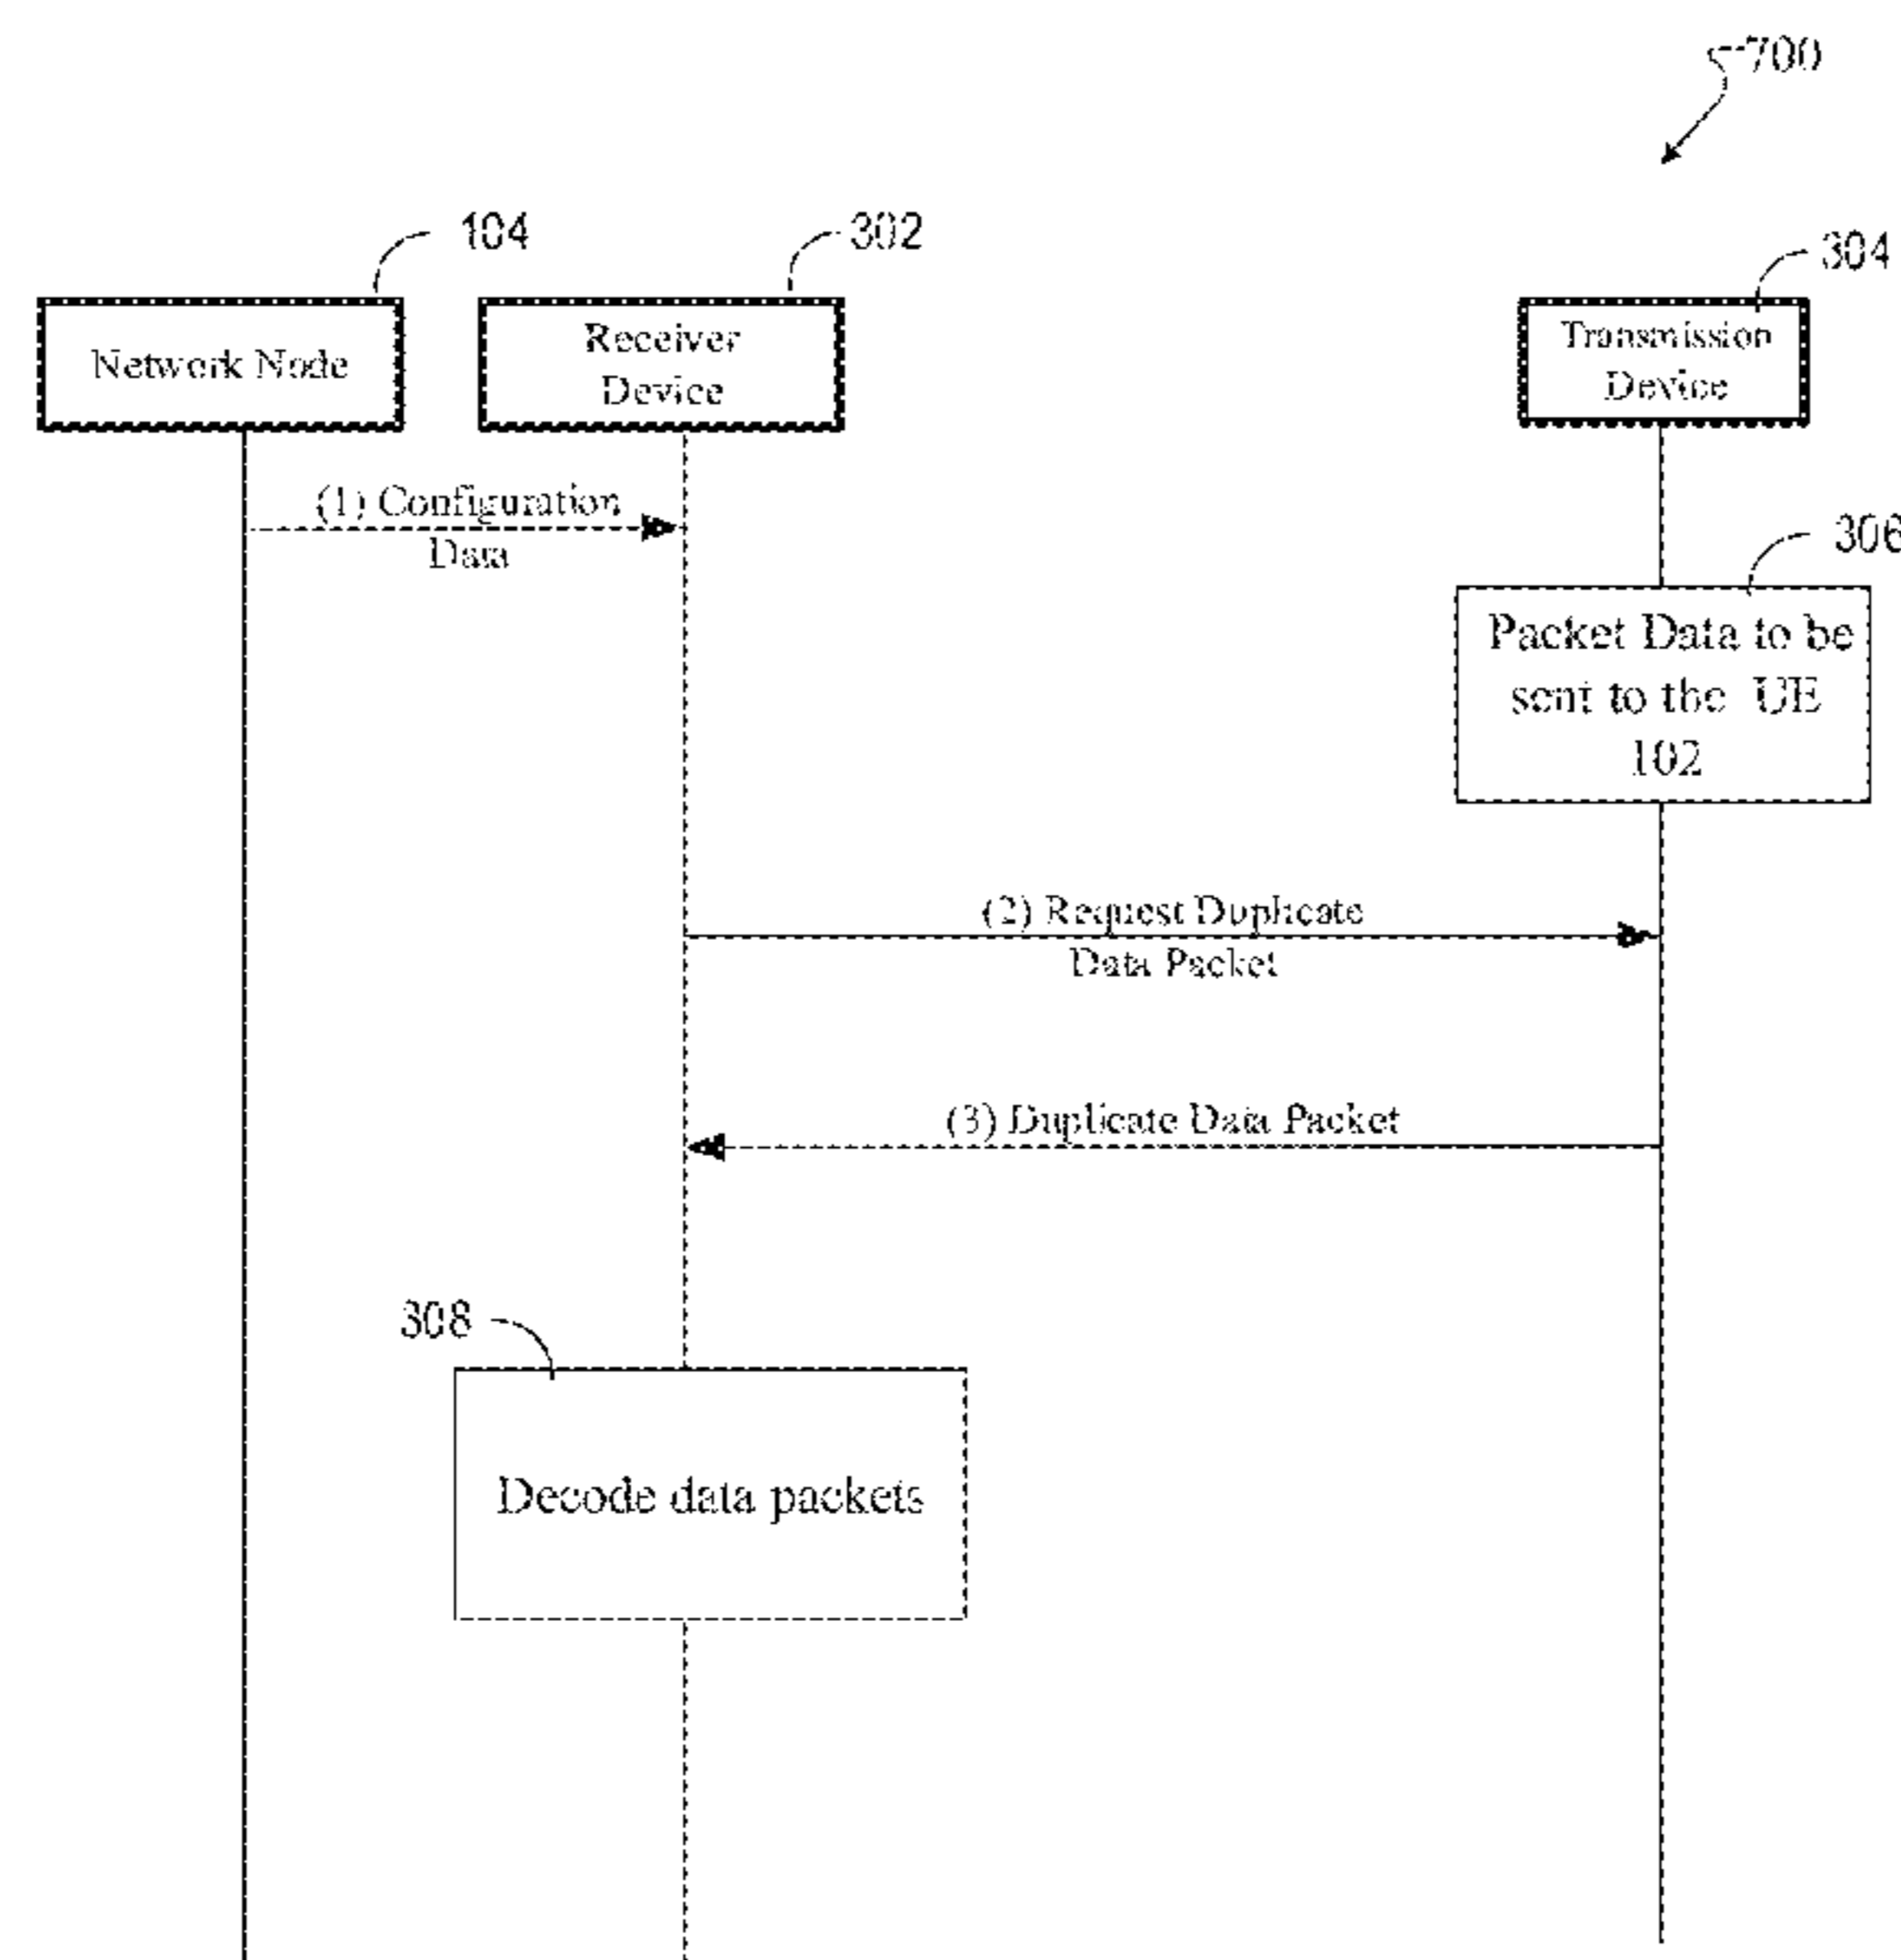 700
104
302
304
Network Node
Receiver
Device
Transmission
Device
(1) Configuration
Data
306
Packet Data to be
sent to the UE
102
(2) Request Duplicate
Data Packet
(3) Duplicate Data Packet
308
Decode data packets